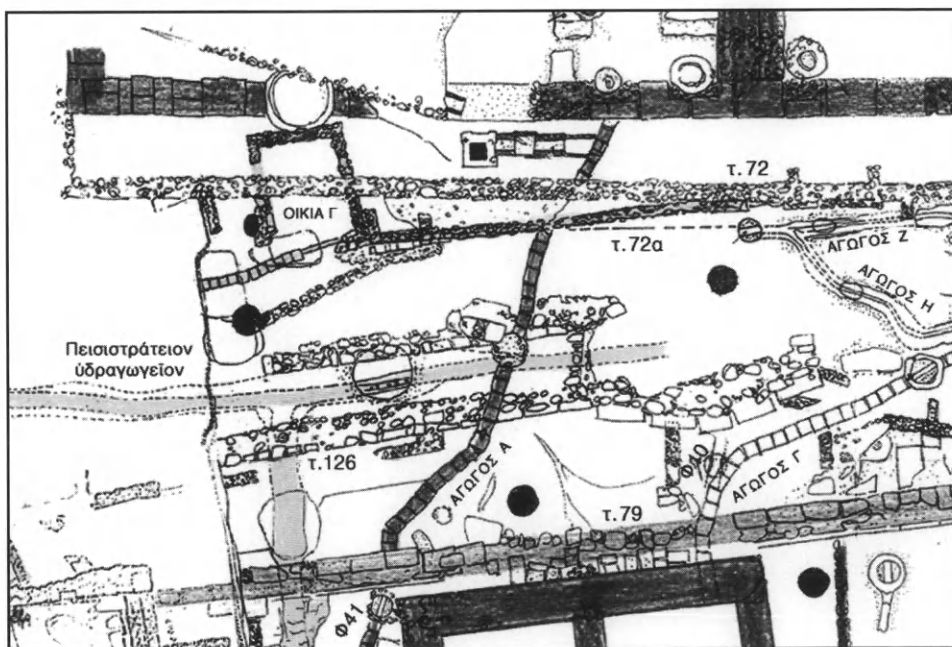 τ.72
ΟΙΚΙΑ Γ
τ.72α
ΑΓΩΓΟΣ Ζ
ΑΓΩΓΟΣ Η
Πεισιστράτειον
ὑδραγωγεῖον
τ.126
ΑΓΩΓΟΣ Α
Φ40
ΑΓΩΓΟΣ Γ
τ.79
Φ41